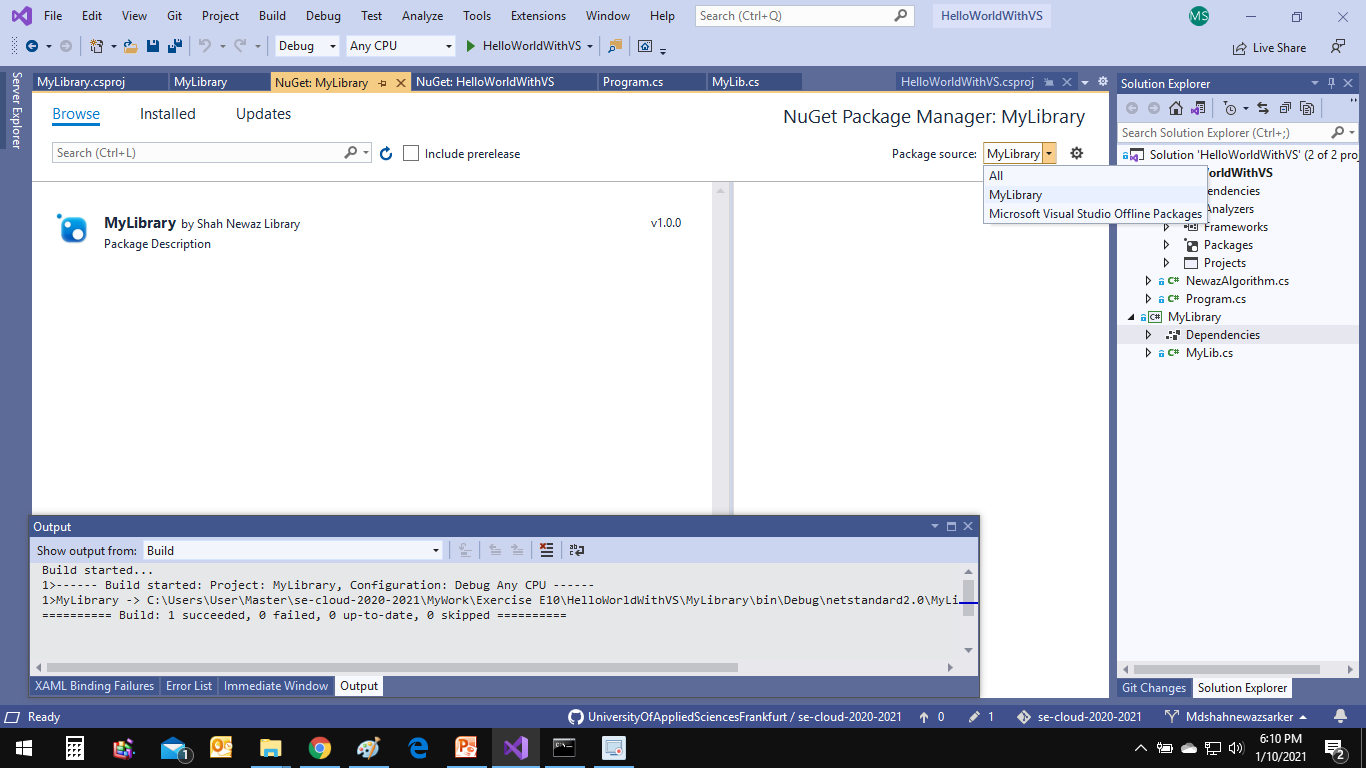 File Edit View Git Project Build Debug Test Analyze Tools Extensions Window Help Search (Ctrl+Q) HelloWorldWithVS MS
Debug Any CPU HelloWorldWithVS Live Share
Server Explorer
MyLibrary.csproj MyLibrary NuGet: MyLibrary NuGet: HelloWorldWithVS Program.cs MyLib.cs HelloWorldWithVS.csproj
Browse Installed Updates NuGet Package Manager: MyLibrary
Search (Ctrl+L) Include prerelease Package source: MyLibrary
All
MyLibrary
Microsoft Visual Studio Offline Packages
MyLibrary by Shah Newaz Library v1.0.0
Package Description
Solution Explorer
Search Solution Explorer (Ctrl+;)
Solution 'HelloWorldWithVS' (2 of 2 proj
WorldWithVS
endencies
Analyzers
Frameworks
Packages
Projects
C# NewazAlgorithm.cs
C# Program.cs
C# MyLibrary
Dependencies
C# MyLib.cs
Git Changes Solution Explorer
Output
Show output from: Build
Build started...
1>------ Build started: Project: MyLibrary, Configuration: Debug Any CPU ------
1>MyLibrary -> C:\Users\User\Master\se-cloud-2020-2021\MyWork\Exercise E10\HelloWorldWithVS\MyLibrary\bin\Debug\netstandard2.0\MyLi
========== Build: 1 succeeded, 0 failed, 0 up-to-date, 0 skipped ==========
XAML Binding Failures Error List Immediate Window Output
Ready UniversityOfAppliedSciencesFrankfurt / se-cloud-2020-2021 0 1 se-cloud-2020-2021 Mdshahnewazsarker
1 6:10 PM
1/10/2021 2